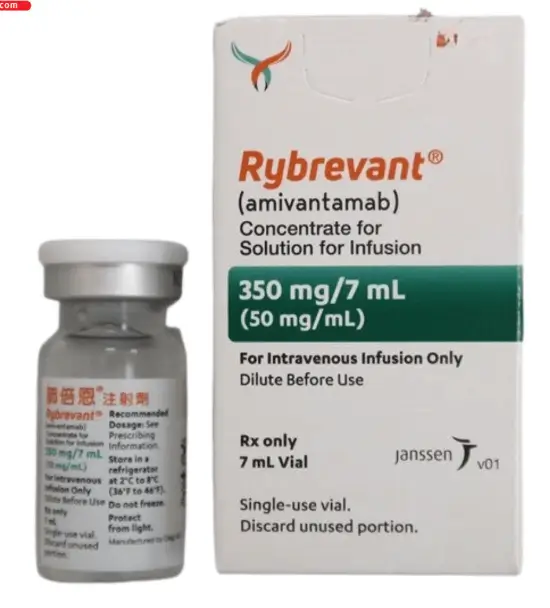 com
Rybrevant®
(amivantamab)
Concentrate for
Solution for Infusion
350 mg/7 mL
(50 mg/mL)
For Intravenous Infusion Only
Dilute Before Use
Rx only
7 mL Vial
janssen
v01
Single-use vial.
Discard unused portion.
倍恩® 注射劑
Rybrevant®
(amivantamab)
Concentrate for
Solution for Infusion
350 mg/7 mL
(50 mg/mL)
For Intravenous
Infusion Only
Dilute Before Use
Rx only
7 mL
Single-use vial.
Discard unused
portion.
Recommended
Dosage: See
Prescribing
Information.
Store in a
refrigerator
at 2°C to 8°C
(36°F to 46°F).
Do not freeze.
Protect
from light.
Manufactured by